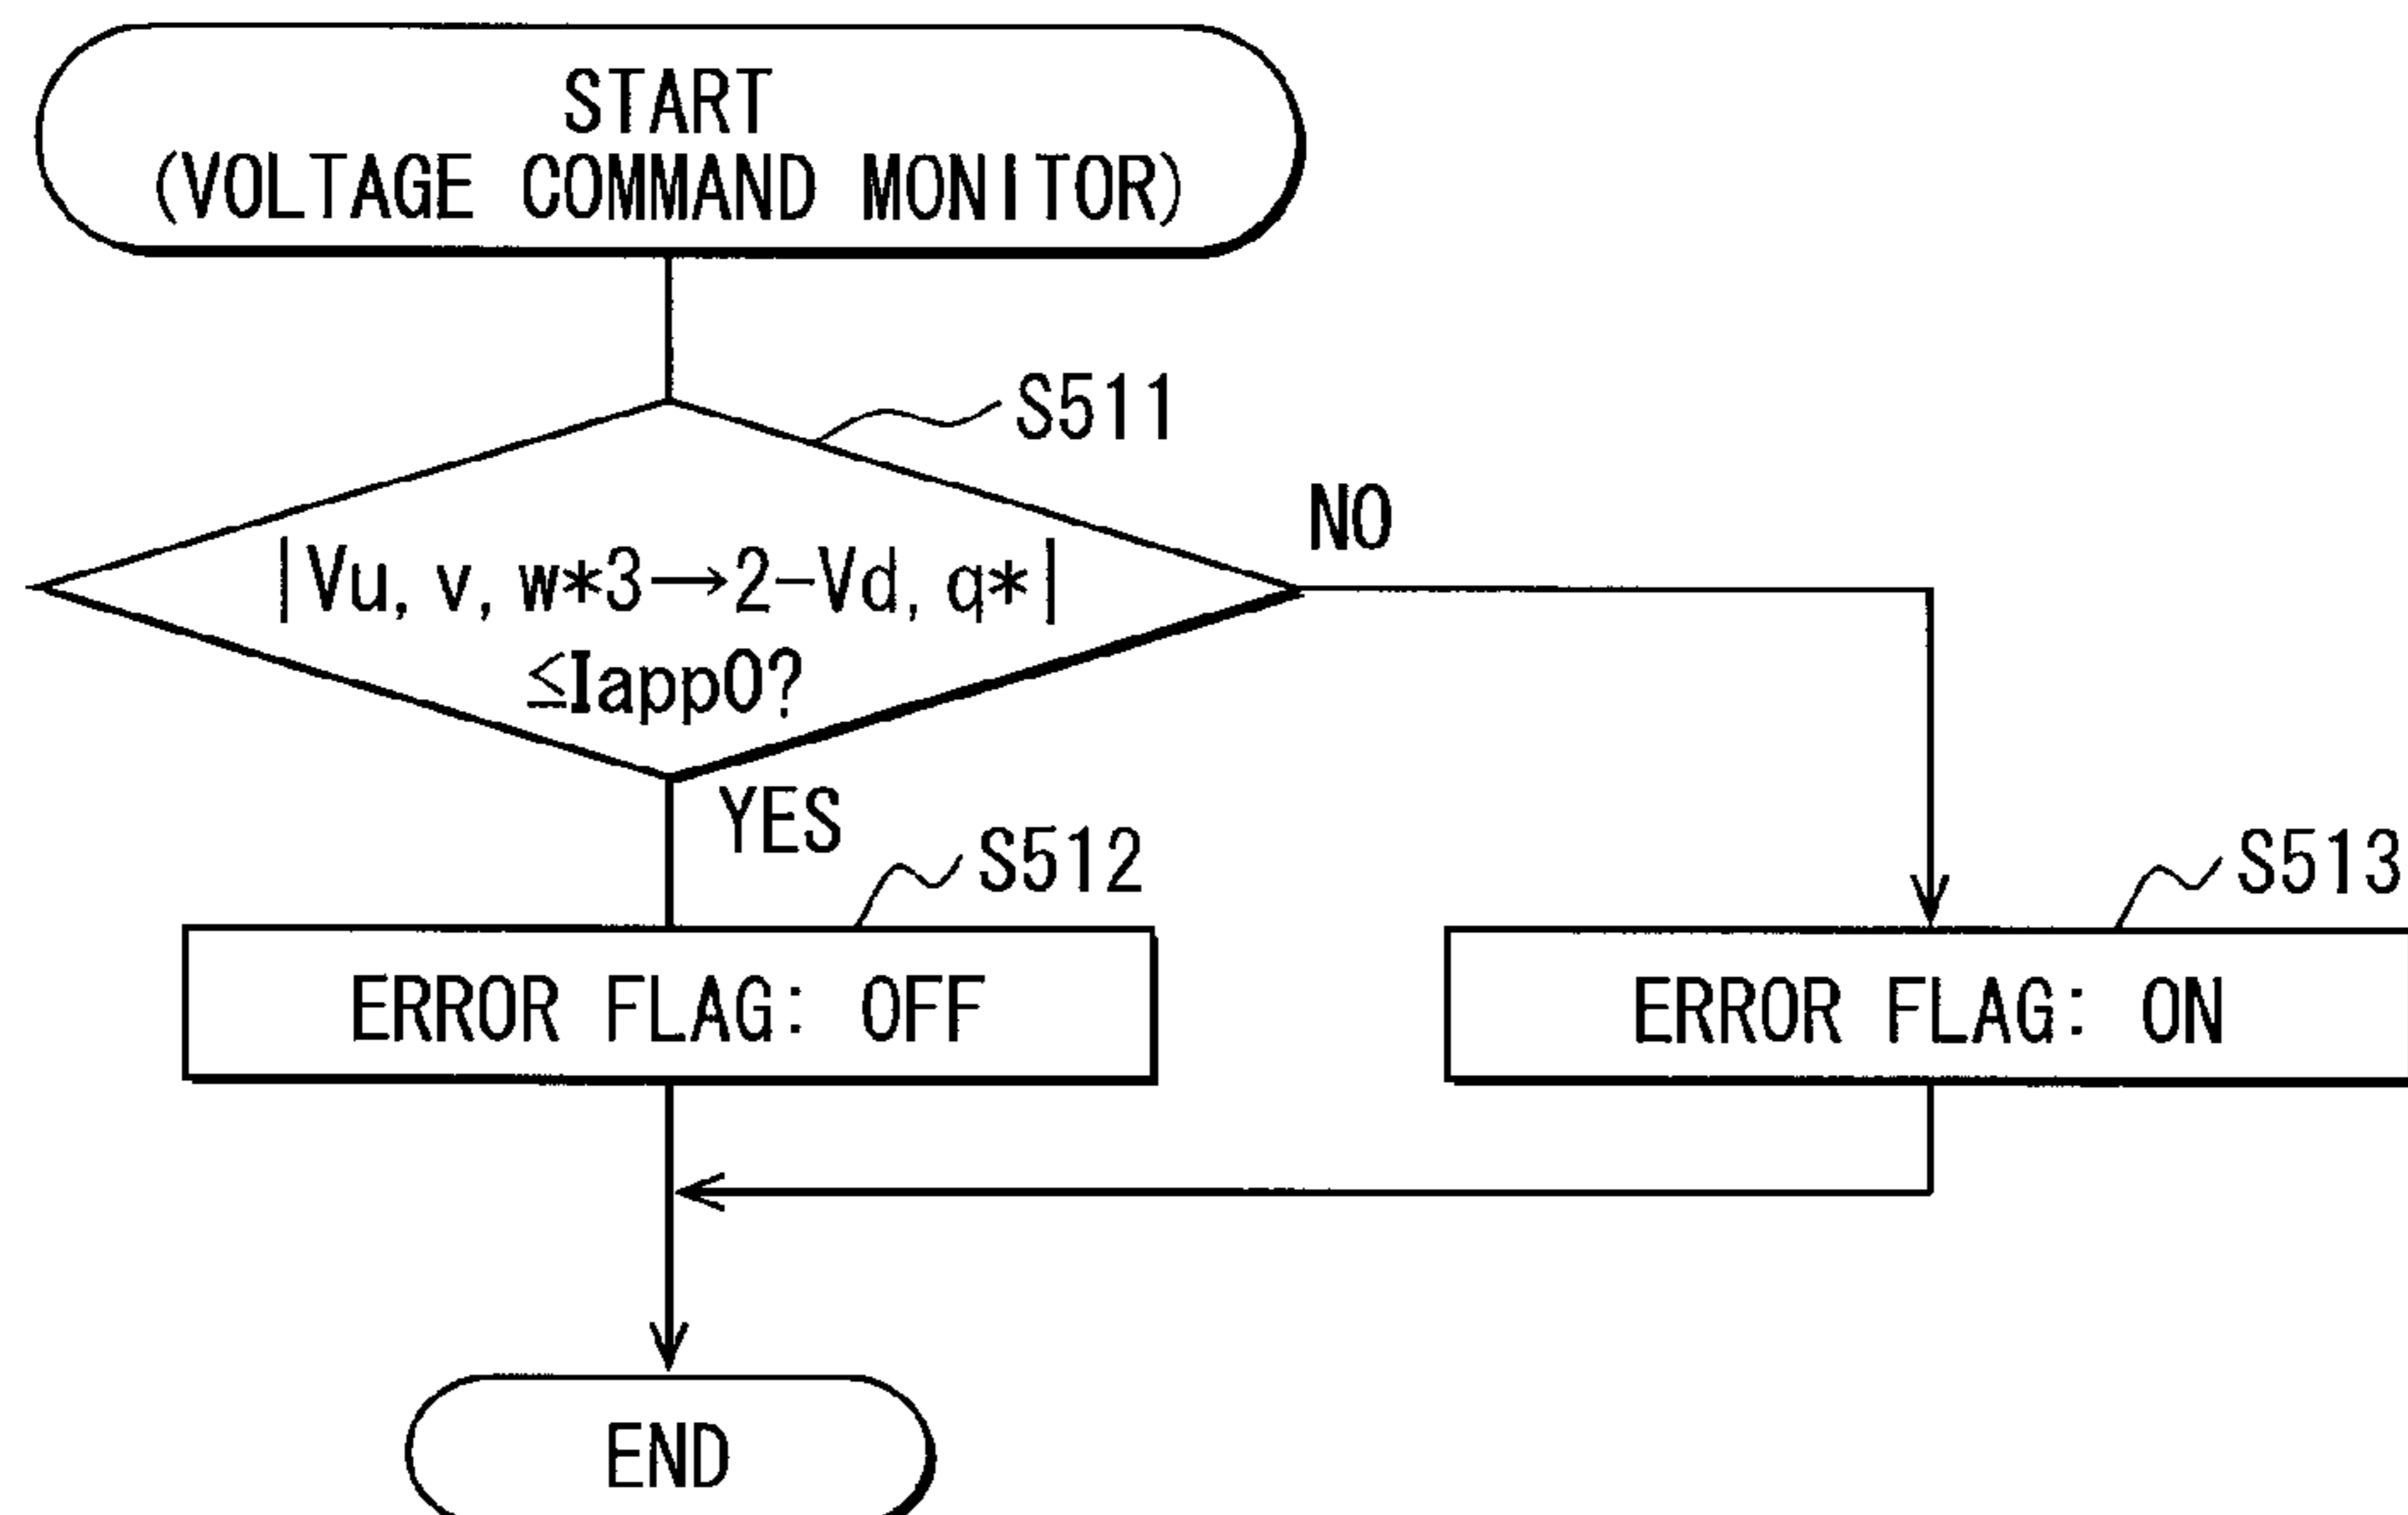 START
(VOLTAGE COMMAND MONITOR)
S511
NO
|Vu, v, w*3→2-Vd, q*|
≦Iapp0?
YES
S512
S513
ERROR FLAG: OFF
ERROR FLAG: ON
END